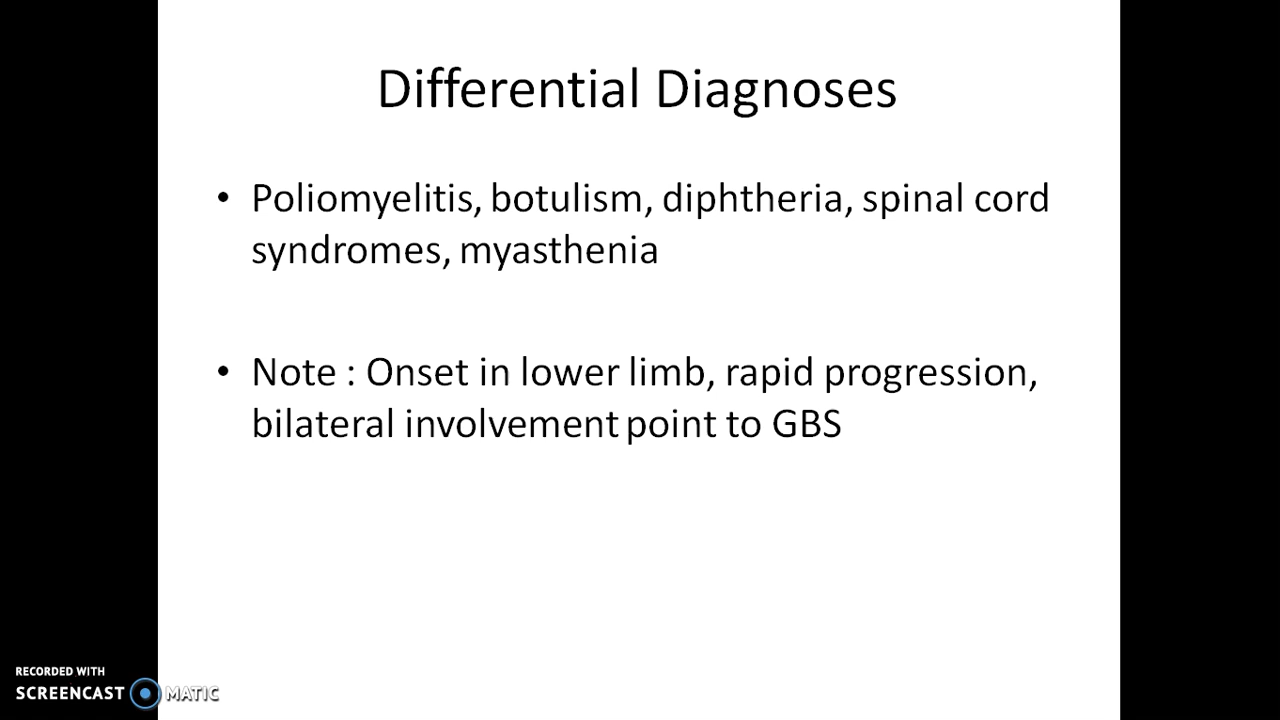 Differential Diagnoses
• Poliomyelitis, botulism, diphtheria, spinal cord
syndromes, myasthenia
• Note : Onset in lower limb, rapid progression,
bilateral involvement point to GBS
RECORDED WITH
SCREENCAST MATIC